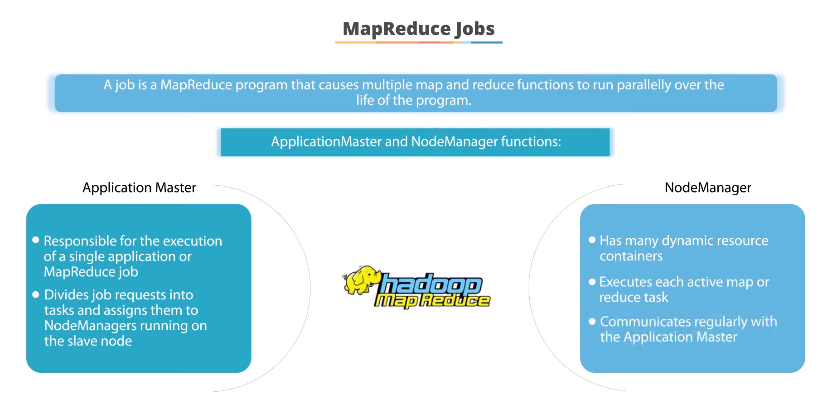 MapReduce Jobs
A job is a MapReduce program that causes multiple map and reduce functions to run parallelly over the
life of the program.
ApplicationMaster and NodeManager functions:
Application Master
Responsible for the execution
of a single application or
MapReduce job
Divides job requests into
tasks and assigns them to
NodeManagers running on
the slave node
hadoop
Map Reduce
NodeManager
Has many dynamic resource
containers
Executes each active map or
reduce task
Communicates regularly with
the Application Master